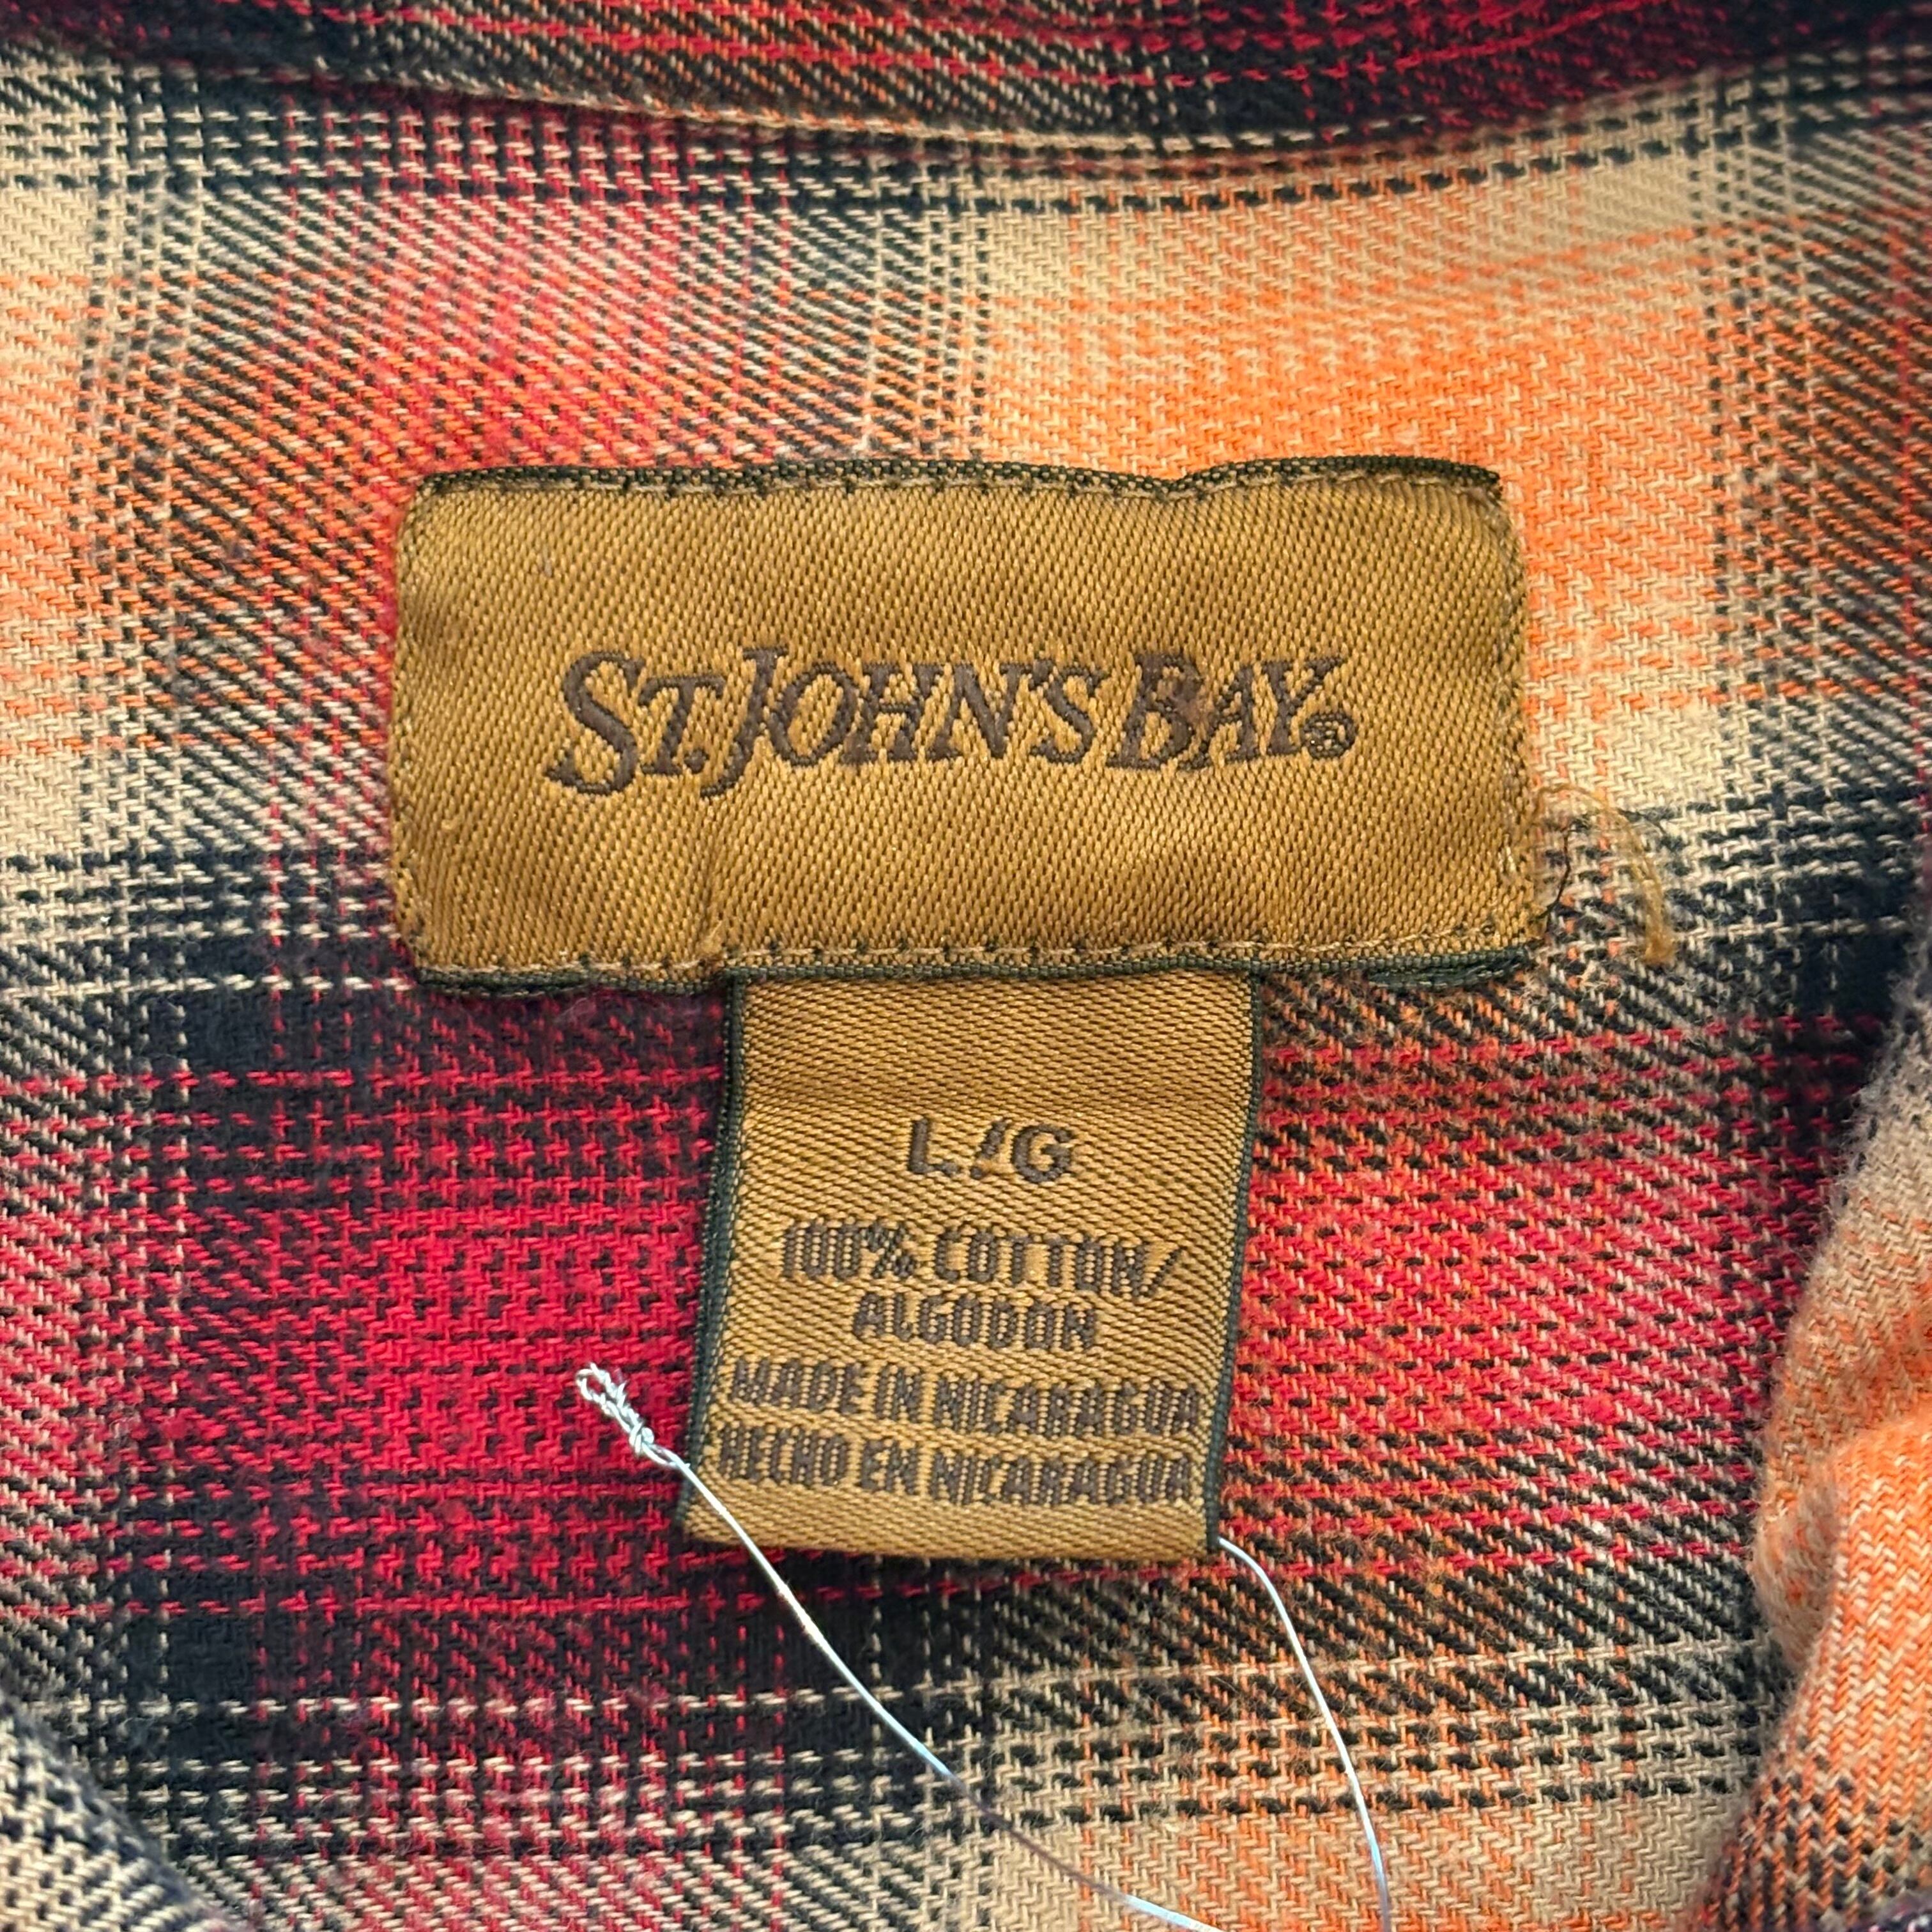 ST. JOHN'S BAY®
L/G
100% COTTON/
ALGODON
MADE IN NICARAGUA
HECHO EN NICARAGUA